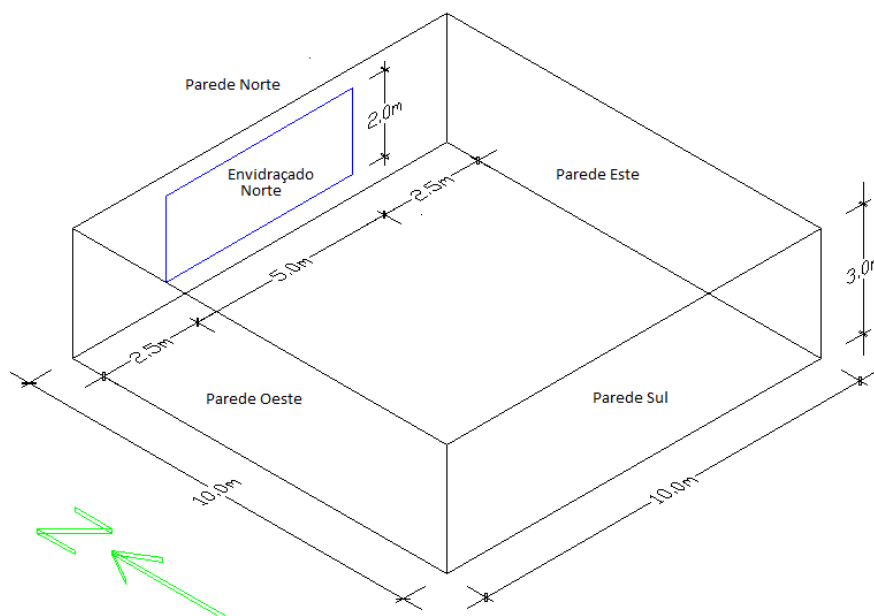 Parede Norte
2.0m
Envidraçado
Norte
Parede Este
2.5m
5.0m
3.0m
2.5m
Parede Oeste
Parede Sul
10.0m
10.0m
N